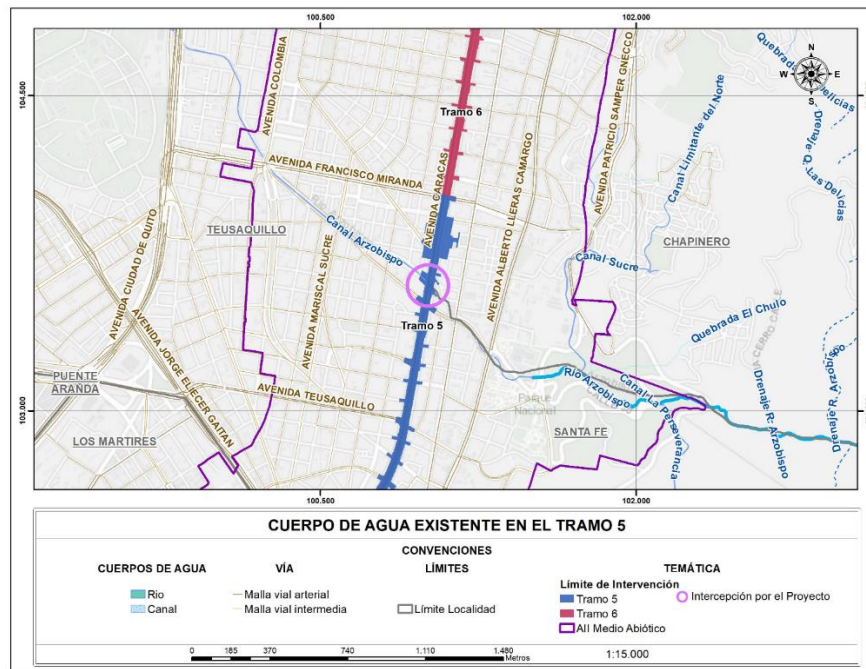 100.500
102.000
104.500
103.000
N
W
E
S
AVENIDA COLOMBIA
Tramo 6
AVENIDA PATRICIO SAMPER GNECCO
Canal Limitante del Norte
Drenaje Q. Las Delicias
AVENIDA FRANCISCO MIRANDA
AVENIDA CARACAS
AVENIDA ALBERTO LLERAS CAMARGO
TEUSAQUILLO
Canal Arzobispo
CHAPINERO
AVENIDA CIUDAD DE QUITO
AVENIDA MARISCAL SUCRE
Canal Sucre
Quebrada El Chulo
Tramo 5
AVENIDA JORGE ELIECER GAITAN
PUENTE
ARANDA
AVENIDA TEUSAQUILLO
Río Arzobispo
Canal La Perseverancia
Parque
Nacional
LOS MARTIRES
SANTA FE
Drenaje R. Arzobispo
Drenaje R. Arzobispo
CUERPO DE AGUA EXISTENTE EN EL TRAMO 5
CONVENCIONES
CUERPOS DE AGUA
VÍA
LÍMITES
TEMÁTICA
Rio
Canal
Malla vial arterial
Malla vial intermedia
Límite Localidad
Límite de Intervención
Tramo 5
Tramo 6
AII Medio Abiótico
Intercepción por el Proyecto
0 185 370 740 1,110 1,480
Metros
1:15.000